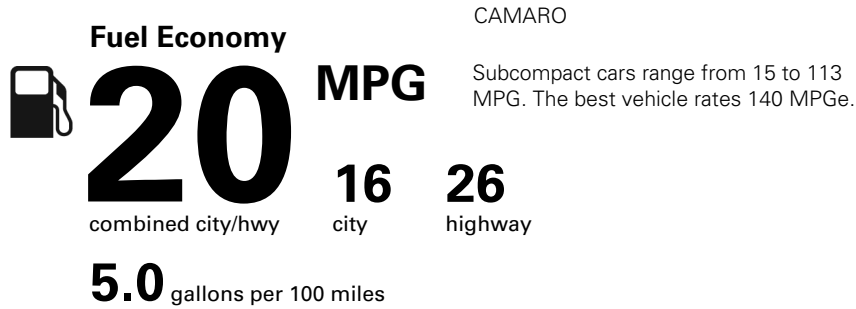 CAMARO
Fuel Economy
20 MPG
Subcompact cars range from 15 to 113
MPG. The best vehicle rates 140 MPGe.
combined city/hwy
16
city
26
highway
5.0 gallons per 100 miles